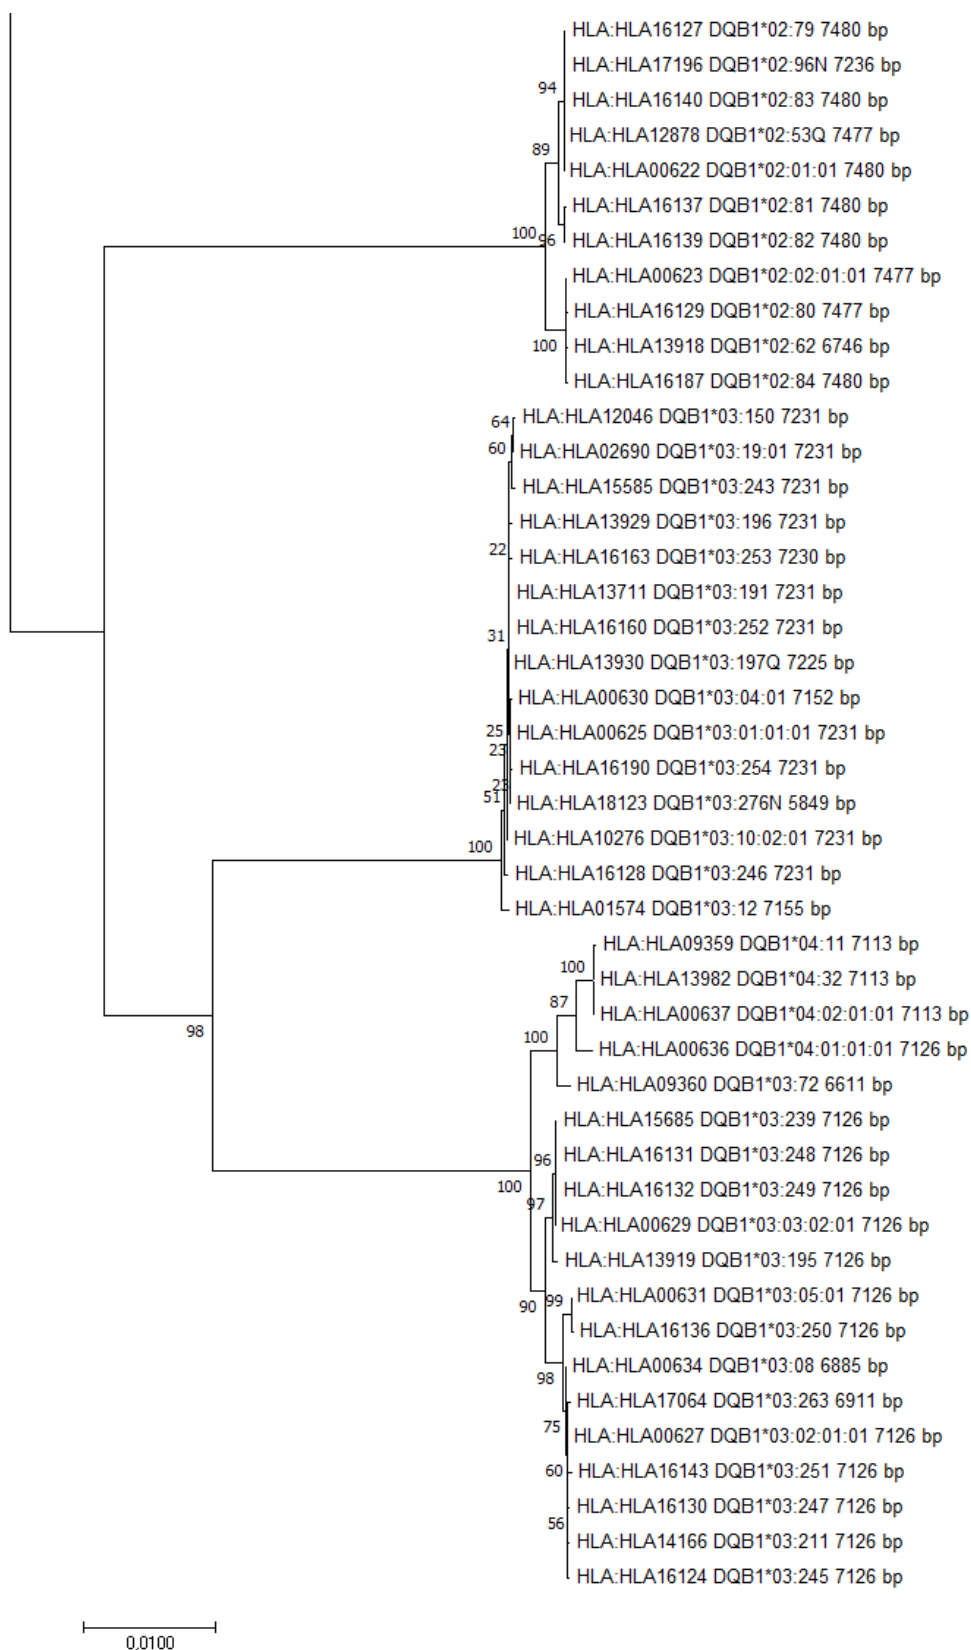 HLA:HLA16127 DQB1*02:79 7480 bp
HLA:HLA17196 DQB1*02:96N 7236 bp
94
HLA:HLA16140 DQB1*02:83 7480 bp
HLA:HLA12878 DQB1*02:53Q 7477 bp
89
HLA:HLA00622 DQB1*02:01:01 7480 bp
HLA:HLA16137 DQB1*02:81 7480 bp
100
96
HLA:HLA16139 DQB1*02:82 7480 bp
HLA:HLA00623 DQB1*02:02:01:01 7477 bp
HLA:HLA16129 DQB1*02:80 7477 bp
100
HLA:HLA13918 DQB1*02:62 6746 bp
HLA:HLA16187 DQB1*02:84 7480 bp
64
HLA:HLA12046 DQB1*03:150 7231 bp
60
HLA:HLA02690 DQB1*03:19:01 7231 bp
HLA:HLA15585 DQB1*03:243 7231 bp
HLA:HLA13929 DQB1*03:196 7231 bp
22
HLA:HLA16163 DQB1*03:253 7230 bp
HLA:HLA13711 DQB1*03:191 7231 bp
31
HLA:HLA16160 DQB1*03:252 7231 bp
HLA:HLA13930 DQB1*03:197Q 7225 bp
HLA:HLA00630 DQB1*03:04:01 7152 bp
25
HLA:HLA00625 DQB1*03:01:01:01 7231 bp
23
HLA:HLA16190 DQB1*03:254 7231 bp
23
51
HLA:HLA18123 DQB1*03:276N 5849 bp
HLA:HLA10276 DQB1*03:10:02:01 7231 bp
100
HLA:HLA16128 DQB1*03:246 7231 bp
HLA:HLA01574 DQB1*03:12 7155 bp
HLA:HLA09359 DQB1*04:11 7113 bp
100
HLA:HLA13982 DQB1*04:32 7113 bp
87
HLA:HLA00637 DQB1*04:02:01:01 7113 bp
98
100
HLA:HLA00636 DQB1*04:01:01:01 7126 bp
HLA:HLA09360 DQB1*03:72 6611 bp
HLA:HLA15685 DQB1*03:239 7126 bp
96
HLA:HLA16131 DQB1*03:248 7126 bp
100
HLA:HLA16132 DQB1*03:249 7126 bp
97
HLA:HLA00629 DQB1*03:03:02:01 7126 bp
HLA:HLA13919 DQB1*03:195 7126 bp
90
99
HLA:HLA00631 DQB1*03:05:01 7126 bp
HLA:HLA16136 DQB1*03:250 7126 bp
98
HLA:HLA00634 DQB1*03:08 6885 bp
HLA:HLA17064 DQB1*03:263 6911 bp
75
HLA:HLA00627 DQB1*03:02:01:01 7126 bp
60
HLA:HLA16143 DQB1*03:251 7126 bp
HLA:HLA16130 DQB1*03:247 7126 bp
56
HLA:HLA14166 DQB1*03:211 7126 bp
HLA:HLA16124 DQB1*03:245 7126 bp
0.0100